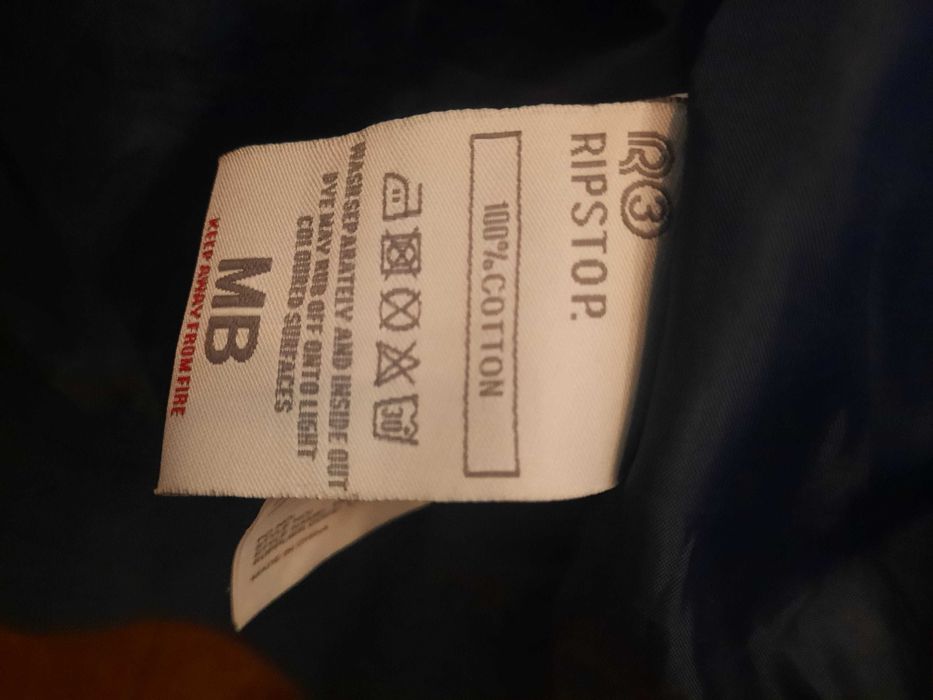 R3
RIPSTOP.
100% COTTON
30
WASH SEPARATELY AND INSIDE OUT
DYE MAY RUB OFF ONTO LIGHT
COLOURED SURFACES
MB
KEEP AWAY FROM FIRE